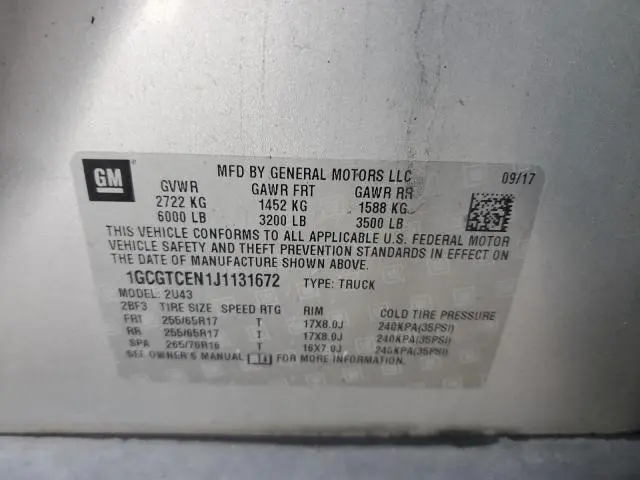 GM
MFD BY GENERAL MOTORS LLC 09/17
GVWR GAWR FRT GAWR RR
2722 KG 1452 KG 1588 KG
6000 LB 3200 LB 3500 LB
THIS VEHICLE CONFORMS TO ALL APPLICABLE U.S. FEDERAL MOTOR
VEHICLE SAFETY AND THEFT PREVENTION STANDARDS IN EFFECT ON
THE DATE OF MANUFACTURE SHOWN ABOVE.
1GCGTCEN1J1131672 TYPE: TRUCK
MODEL: 2U43
2BF3 TIRE SIZE SPEED RTG RIM COLD TIRE PRESSURE
FRT 255/65R17 T 17X8.0J 240KPA(35PSI)
RR 255/65R17 T 17X8.0J 240KPA(35PSI)
SPA 265/70R16 T 16X7.0J 240KPA(35PSI)
SEE OWNER'S MANUAL FOR MORE INFORMATION.